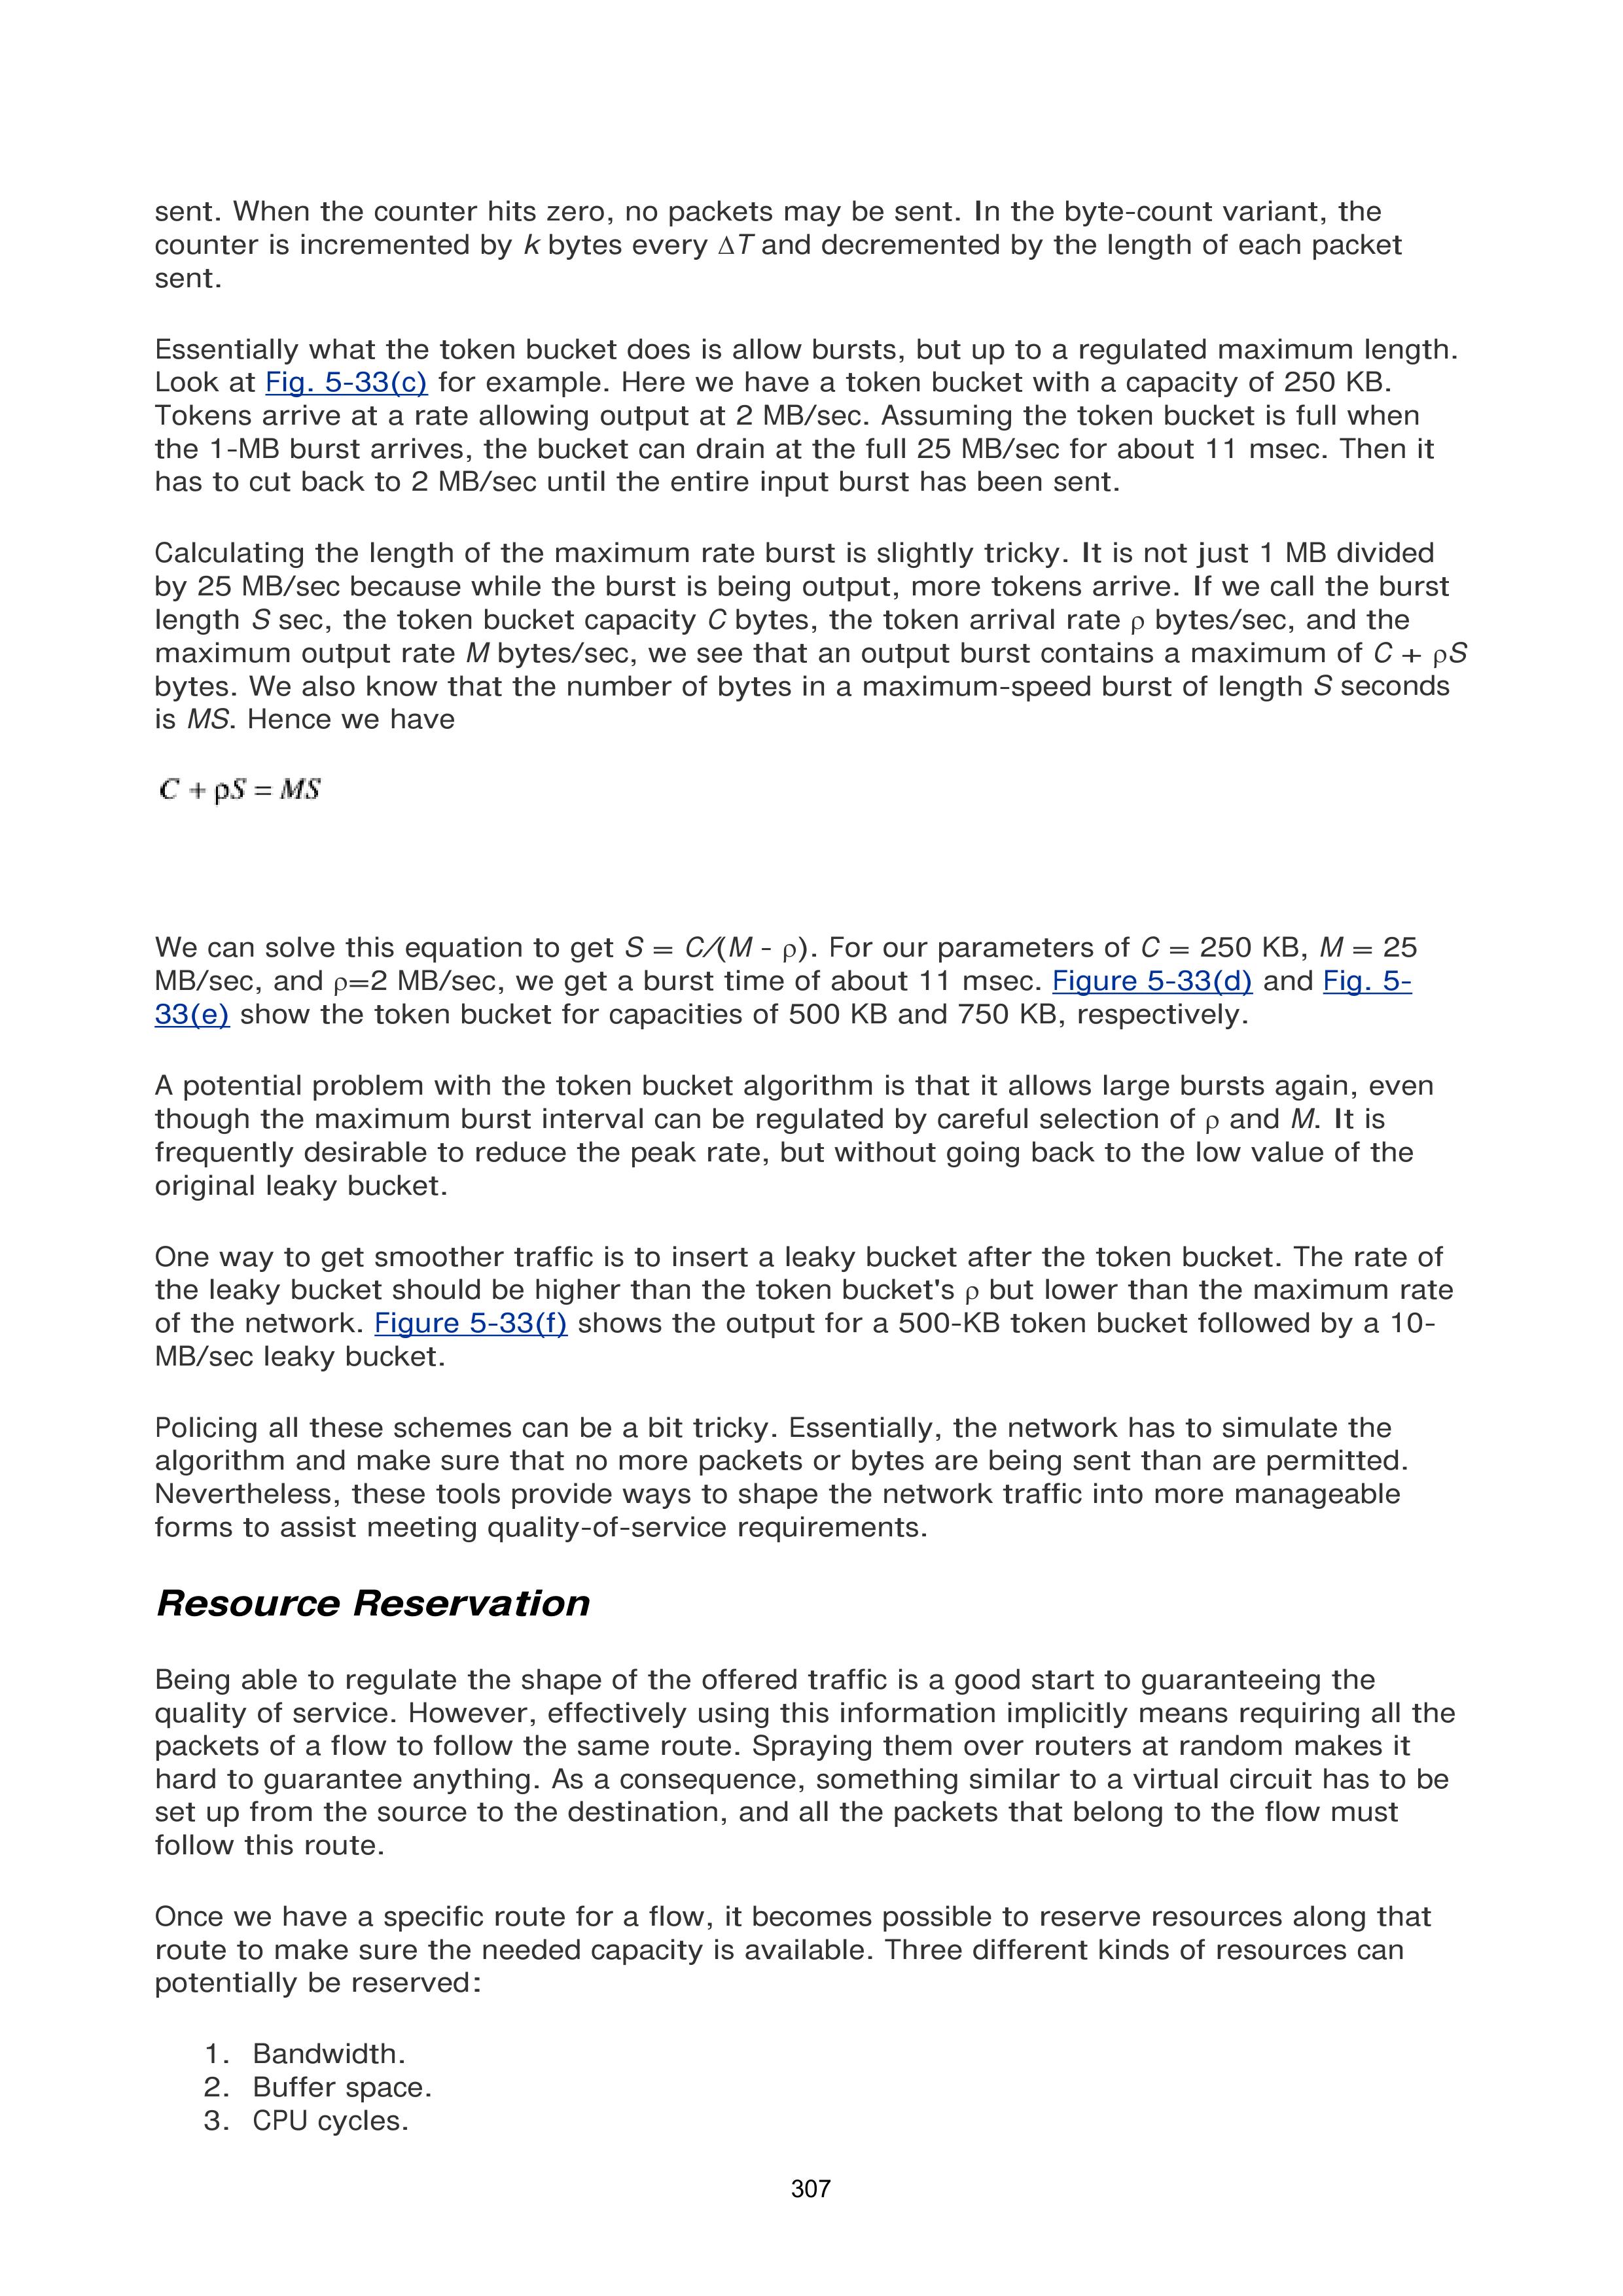 sent. When the counter hits zero, no packets may be sent. In the byte-count variant, the
counter is incremented by k bytes every ΔT and decremented by the length of each packet
sent.
Essentially what the token bucket does is allow bursts, but up to a regulated maximum length.
Look at Fig. 5-33(c) for example. Here we have a token bucket with a capacity of 250 KB.
Tokens arrive at a rate allowing output at 2 MB/sec. Assuming the token bucket is full when
the 1-MB burst arrives, the bucket can drain at the full 25 MB/sec for about 11 msec. Then it
has to cut back to 2 MB/sec until the entire input burst has been sent.
Calculating the length of the maximum rate burst is slightly tricky. It is not just 1 MB divided
by 25 MB/sec because while the burst is being output, more tokens arrive. If we call the burst
length S sec, the token bucket capacity C bytes, the token arrival rate ρ bytes/sec, and the
maximum output rate M bytes/sec, we see that an output burst contains a maximum of C + ρS
bytes. We also know that the number of bytes in a maximum-speed burst of length S seconds
is MS. Hence we have
C + ρS = MS
We can solve this equation to get S = C/(M - ρ). For our parameters of C = 250 KB, M = 25
MB/sec, and ρ=2 MB/sec, we get a burst time of about 11 msec. Figure 5-33(d) and Fig. 5-
33(e) show the token bucket for capacities of 500 KB and 750 KB, respectively.
A potential problem with the token bucket algorithm is that it allows large bursts again, even
though the maximum burst interval can be regulated by careful selection of ρ and M. It is
frequently desirable to reduce the peak rate, but without going back to the low value of the
original leaky bucket.
One way to get smoother traffic is to insert a leaky bucket after the token bucket. The rate of
the leaky bucket should be higher than the token bucket's ρ but lower than the maximum rate
of the network. Figure 5-33(f) shows the output for a 500-KB token bucket followed by a 10-
MB/sec leaky bucket.
Policing all these schemes can be a bit tricky. Essentially, the network has to simulate the
algorithm and make sure that no more packets or bytes are being sent than are permitted.
Nevertheless, these tools provide ways to shape the network traffic into more manageable
forms to assist meeting quality-of-service requirements.
Resource Reservation
Being able to regulate the shape of the offered traffic is a good start to guaranteeing the
quality of service. However, effectively using this information implicitly means requiring all the
packets of a flow to follow the same route. Spraying them over routers at random makes it
hard to guarantee anything. As a consequence, something similar to a virtual circuit has to be
set up from the source to the destination, and all the packets that belong to the flow must
follow this route.
Once we have a specific route for a flow, it becomes possible to reserve resources along that
route to make sure the needed capacity is available. Three different kinds of resources can
potentially be reserved:
1. Bandwidth.
2. Buffer space.
3. CPU cycles.
307